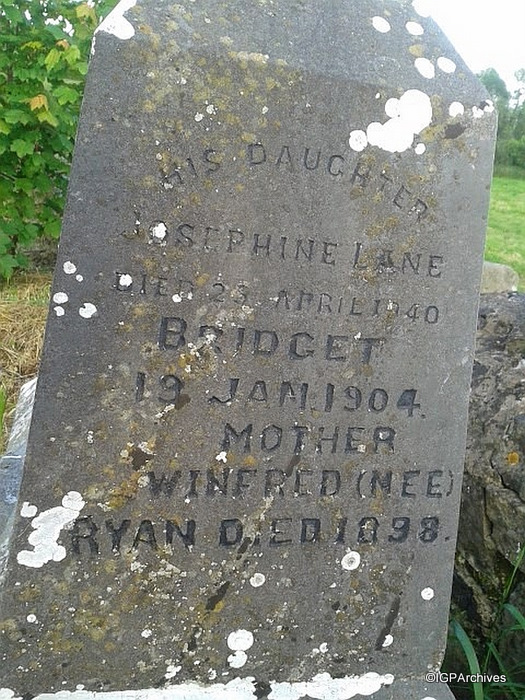 HIS DAUGHTER
JOSEPHINE LANE
DIED 23 APRIL 1940
BRIDGET
19 JAN. 1904.
MOTHER
WINFRED (NEE)
RYAN DIED 1898.
©IGPArchives